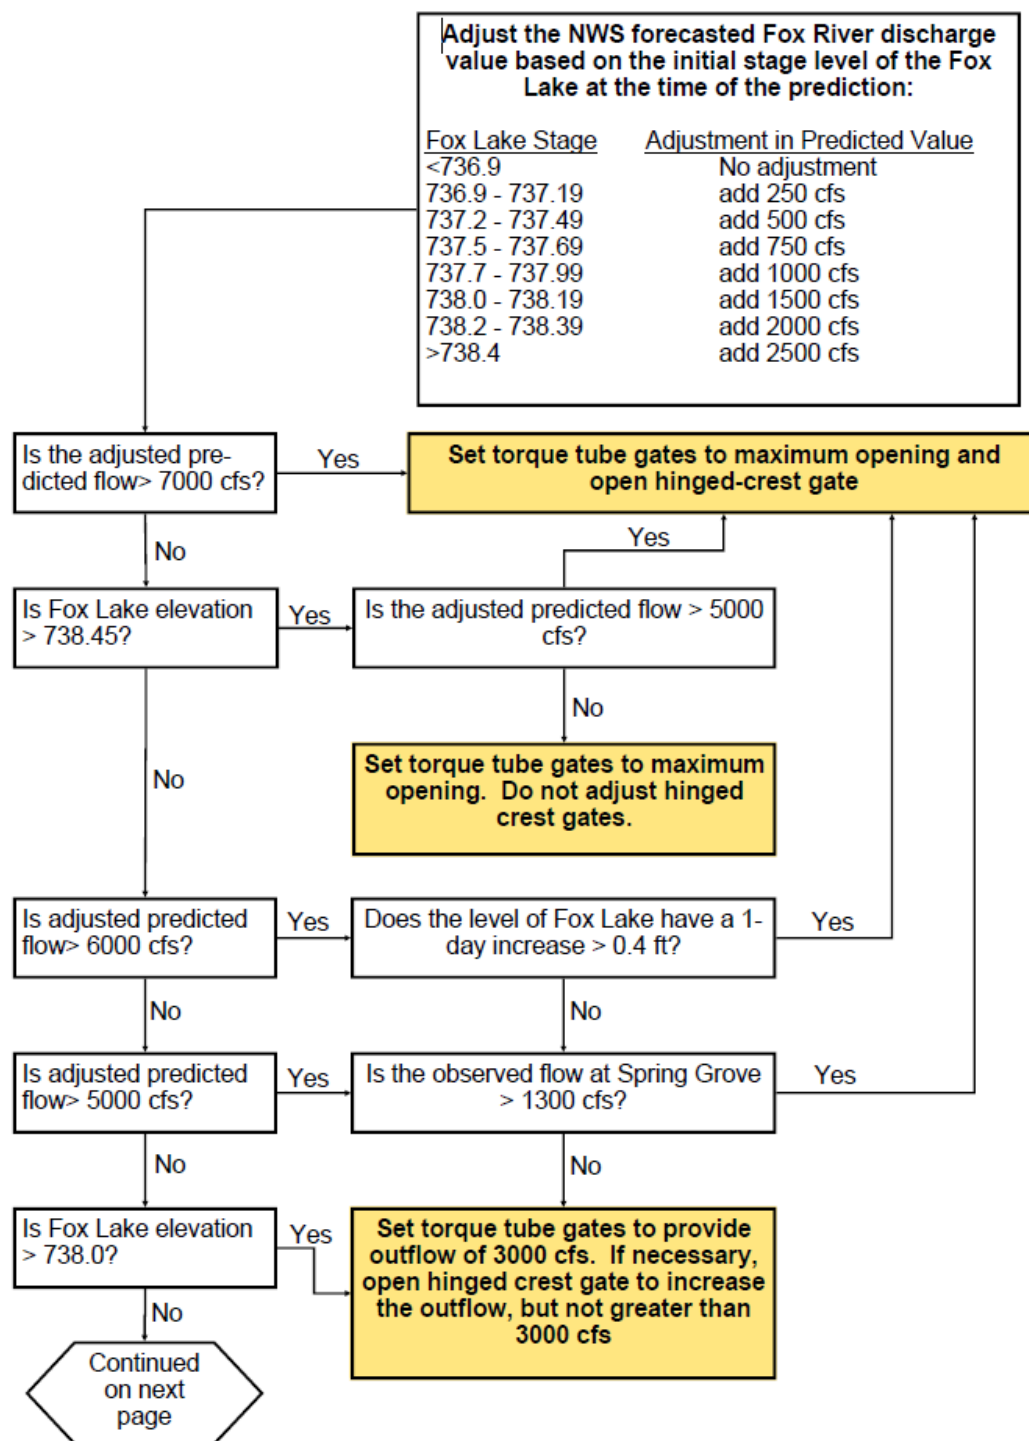 Adjust the NWS forecasted Fox River discharge
value based on the initial stage level of the Fox
Lake at the time of the prediction:
Fox Lake Stage Adjustment in Predicted Value
<736.9 No adjustment
736.9 - 737.19 add 250 cfs
737.2 - 737.49 add 500 cfs
737.5 - 737.69 add 750 cfs
737.7 - 737.99 add 1000 cfs
738.0 - 738.19 add 1500 cfs
738.2 - 738.39 add 2000 cfs
>738.4 add 2500 cfs
Is the adjusted pre-
dicted flow> 7000 cfs?
Yes
Set torque tube gates to maximum opening and
open hinged-crest gate
No
Yes
Is Fox Lake elevation
> 738.45?
Yes
Is the adjusted predicted flow > 5000
cfs?
No
Set torque tube gates to maximum
opening. Do not adjust hinged
crest gates.
No
Is adjusted predicted
flow> 6000 cfs?
Yes
Does the level of Fox Lake have a 1-
day increase > 0.4 ft?
Yes
No
No
Is adjusted predicted
flow> 5000 cfs?
Yes
Is the observed flow at Spring Grove
> 1300 cfs?
Yes
No
No
Is Fox Lake elevation
> 738.0?
Yes
Set torque tube gates to provide
outflow of 3000 cfs. If necessary,
open hinged crest gate to increase
the outflow, but not greater than
3000 cfs
No
Continued
on next
page